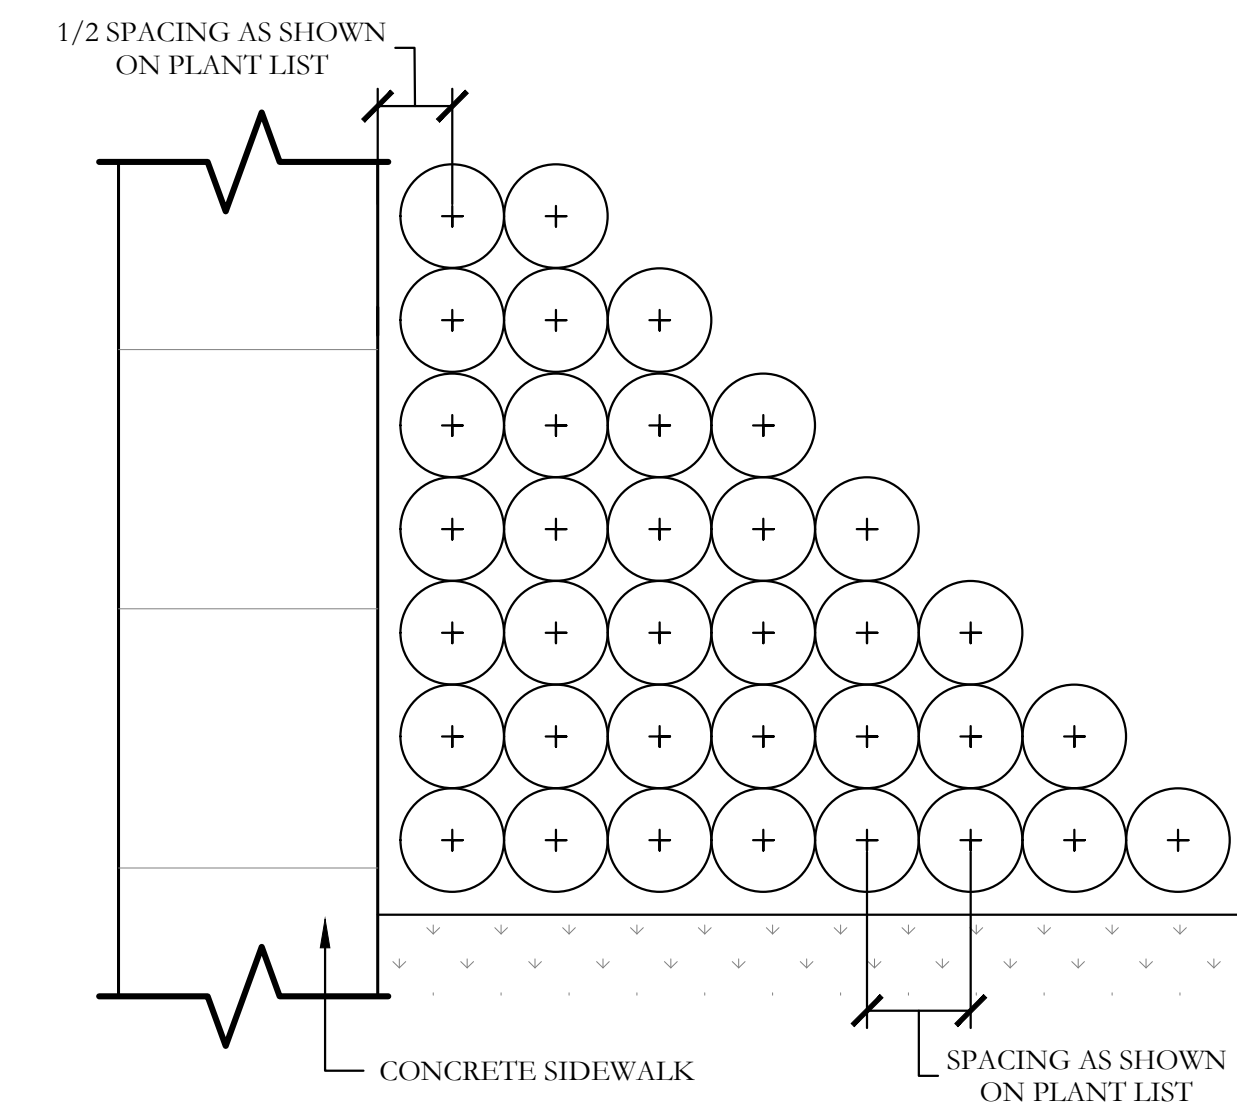 1/2 SPACING AS SHOWN
ON PLANT LIST
CONCRETE SIDEWALK
SPACING AS SHOWN
ON PLANT LIST